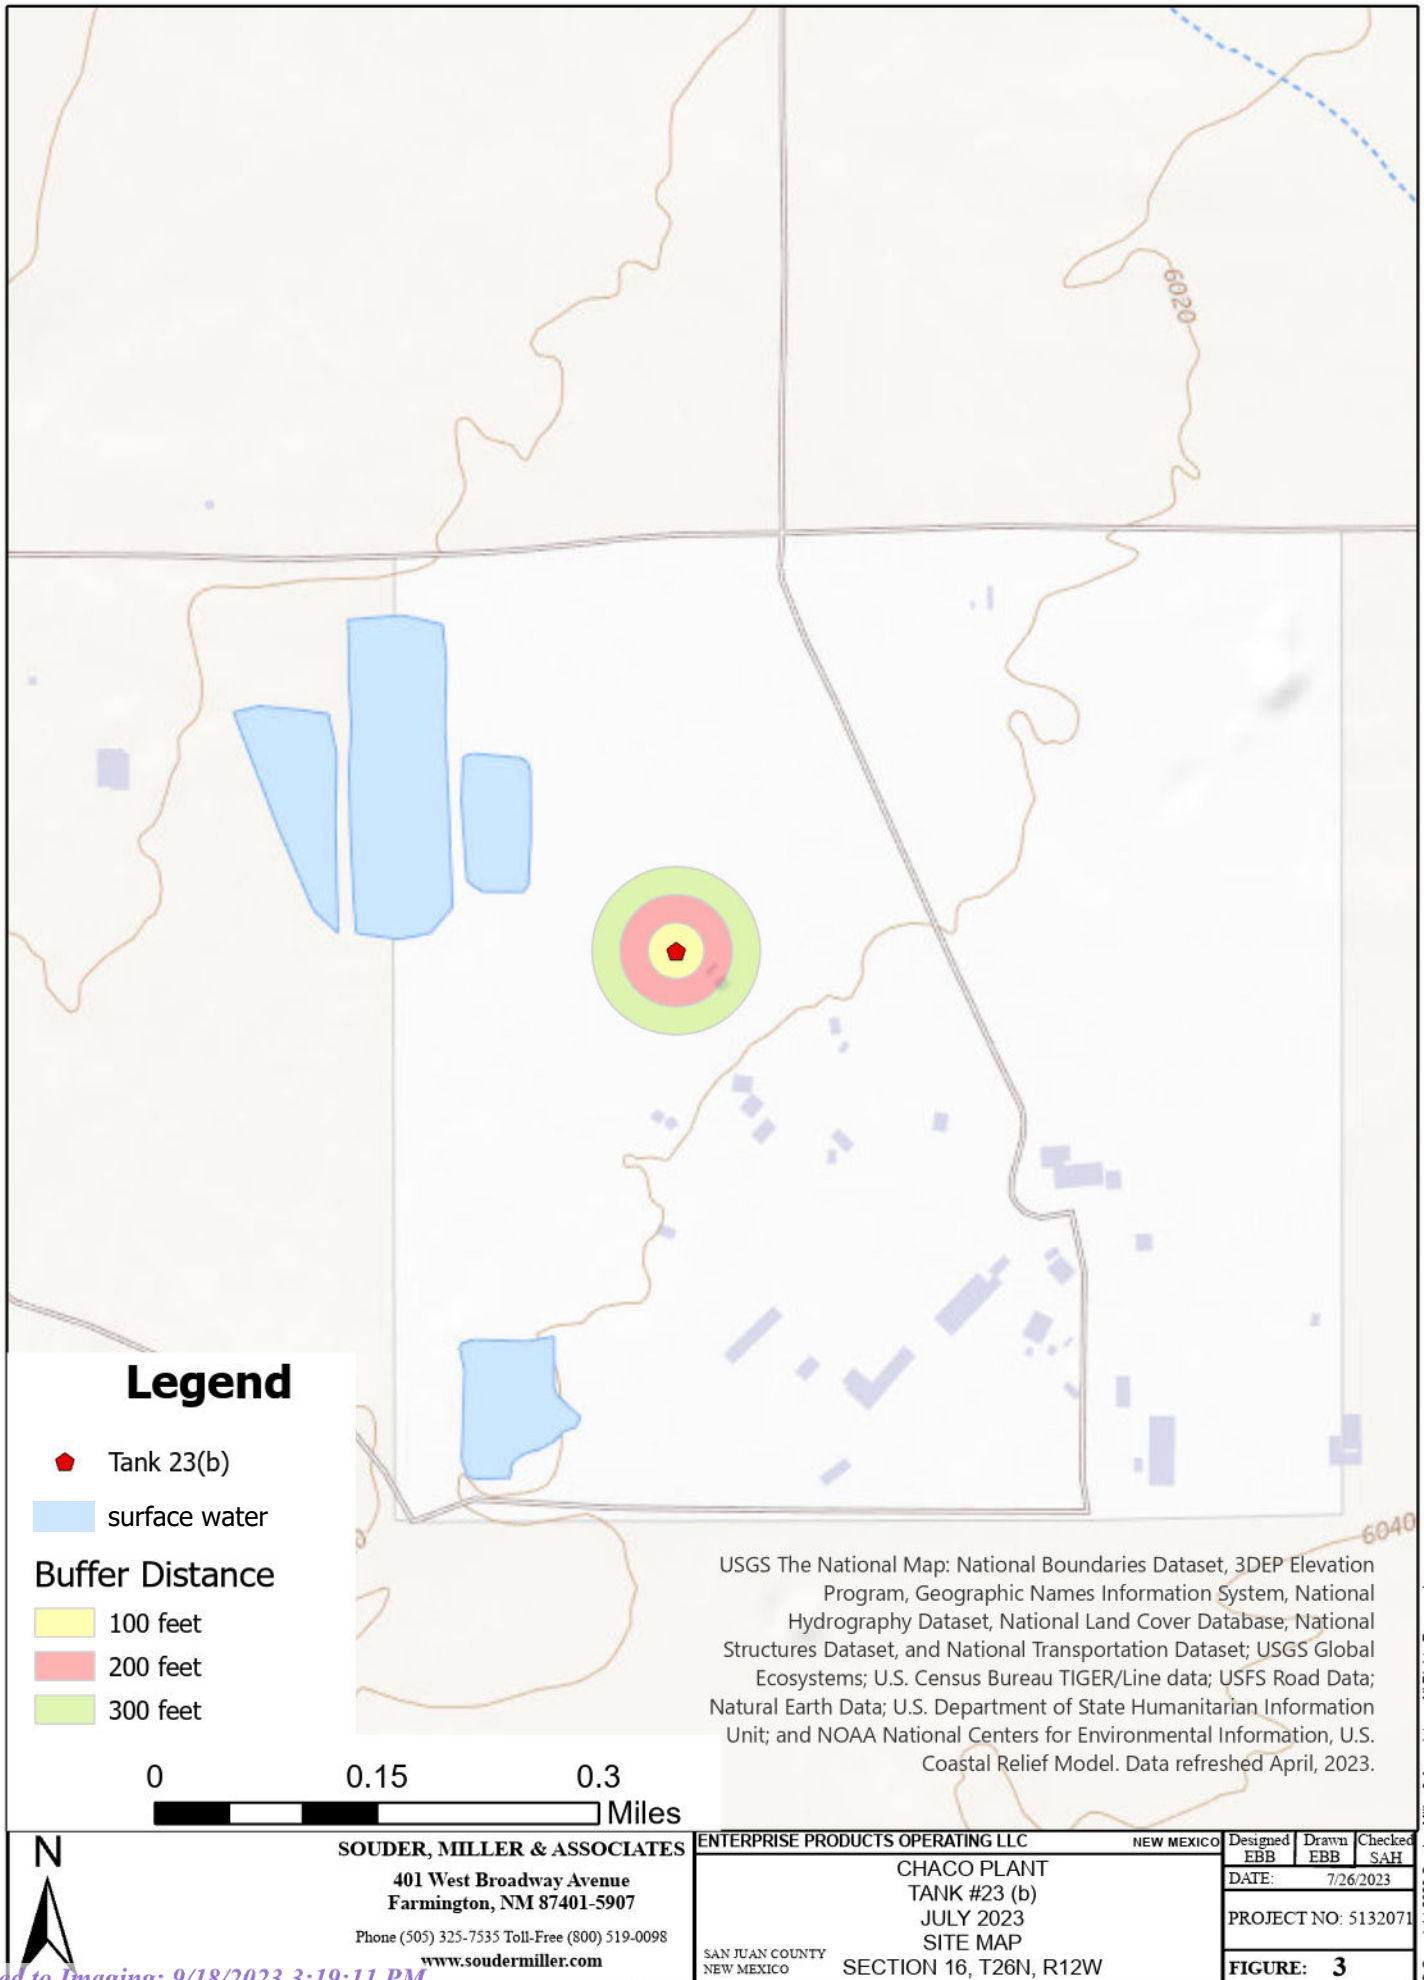 6020
Legend
Tank 23(b)
surface water
Buffer Distance
100 feet
200 feet
300 feet
6040
USGS The National Map: National Boundaries Dataset, 3DEP Elevation
Program, Geographic Names Information System, National
Hydrography Dataset, National Land Cover Database, National
Structures Dataset, and National Transportation Dataset; USGS Global
Ecosystems; U.S. Census Bureau TIGER/Line data; USFS Road Data;
Natural Earth Data; U.S. Department of State Humanitarian Information
Unit; and NOAA National Centers for Environmental Information, U.S.
Coastal Relief Model. Data refreshed April, 2023.
0 0.15 0.3
Miles
N
SOUDER, MILLER & ASSOCIATES
401 West Broadway Avenue
Farmington, NM 87401-5907
Phone (505) 325-7535 Toll-Free (800) 519-0098
www.soudermiller.com
to Imaging: 9/18/2023 3:19:11 PM
ENTERPRISE PRODUCTS OPERATING LLC NEW MEXICO
CHACO PLANT
TANK #23 (b)
JULY 2023
SITE MAP
SECTION 16, T26N, R12W
SAN JUAN COUNTY
NEW MEXICO
Designed EBB
Drawn EBB
Checked SAH
DATE: 7/26/2023
PROJECT NO: 5132071
FIGURE: 3